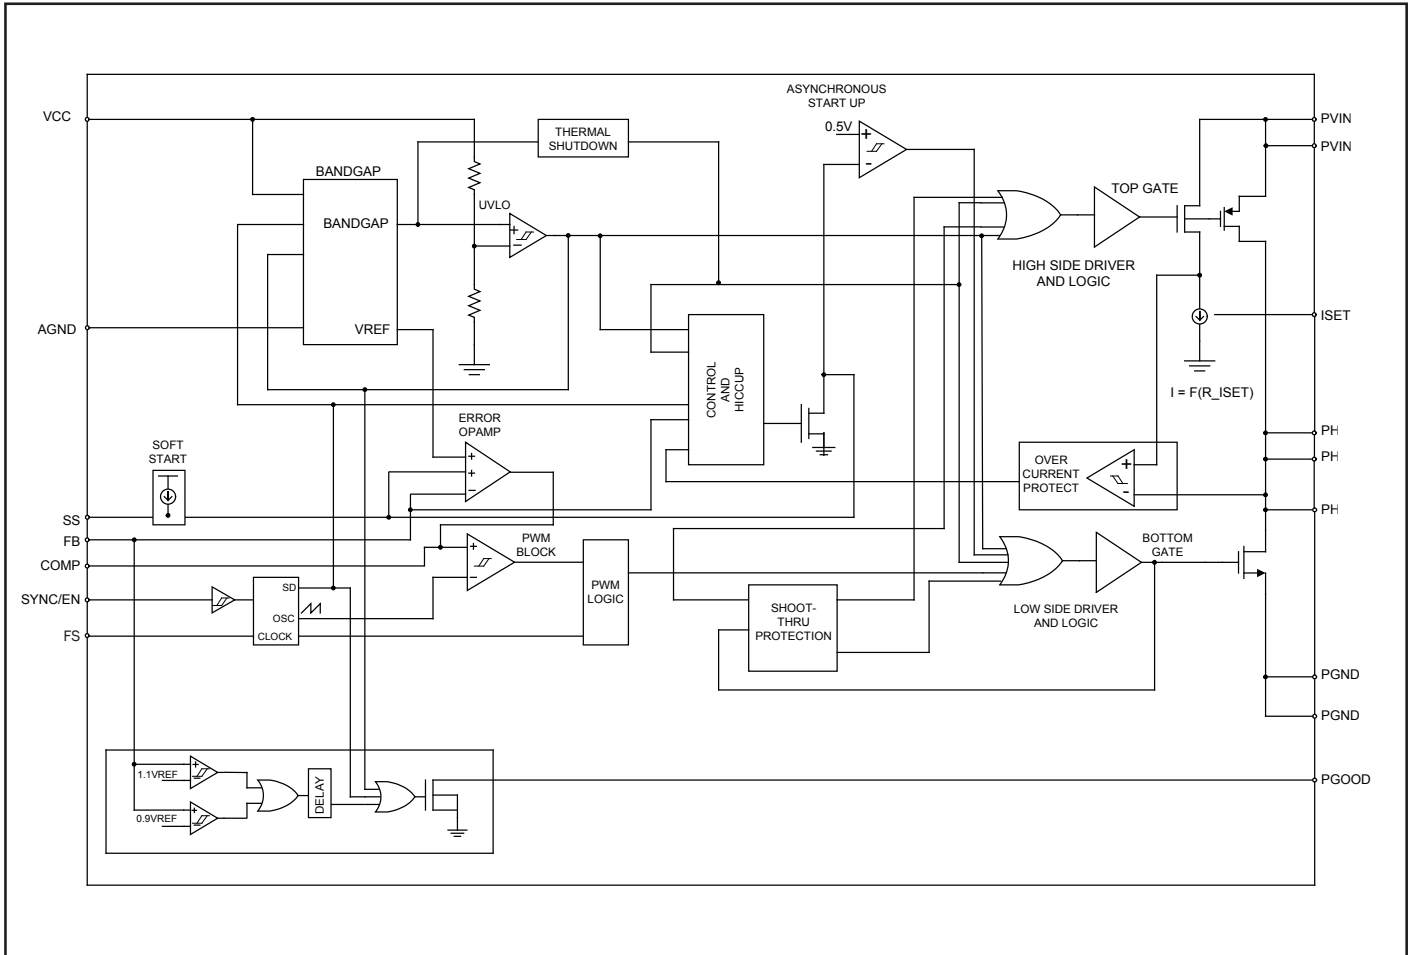 ASYNCHRONOUS
START UP
VCC
0.5V
+
-
PVIN
THERMAL
SHUTDOWN
PVIN
BANDGAP
TOP GATE
UVLO
BANDGAP
+
-
HIGH SIDE DRIVER
AND LOGIC
AGND
VREF
ISET
CONTROL
AND
HICCUP
I = F(R_ISET)
ERROR
OPAMP
PH
SOFT
START
+
+
-
OVER
CURRENT
PROTECT
+
-
PH
SS
PH
FB
PWM
BLOCK
BOTTOM
GATE
COMP
+
-
SYNC/EN
SD
OSC
CLOCK
PWM
LOGIC
SHOOT-
THRU
PROTECTION
LOW SIDE DRIVER
AND LOGIC
FS
PGND
PGND
+
1.1VREF
DELAY
PGOOD
+
0.9VREF